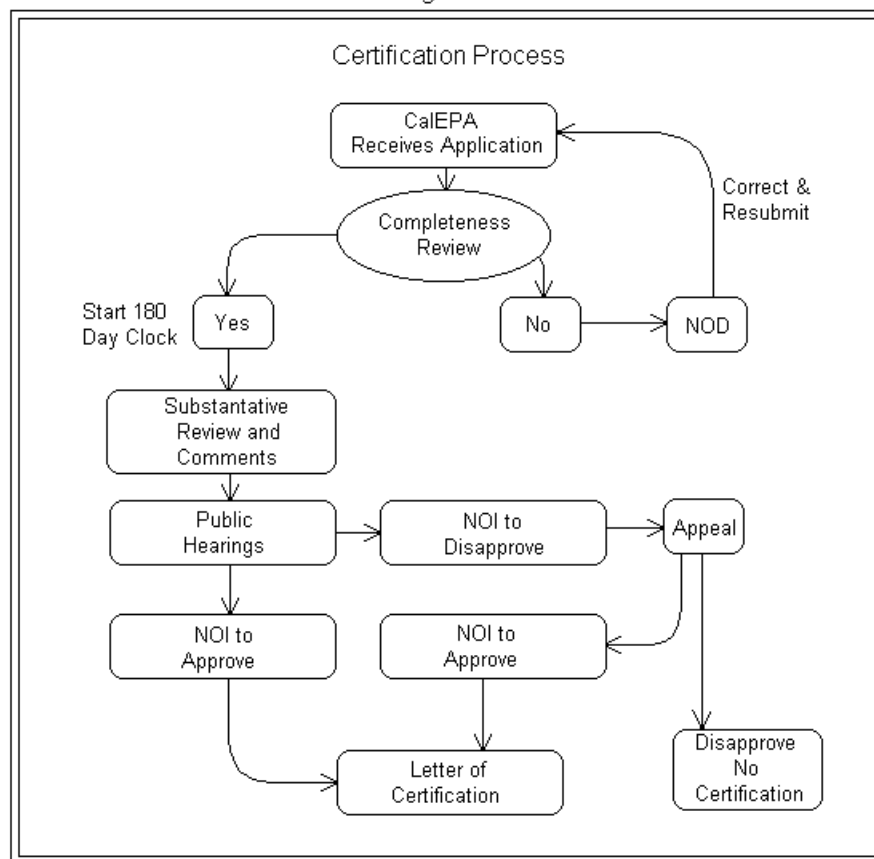 Certification Process
CalEPA
Receives Application
Correct &
Resubmit
Completeness
Review
Start 180
Day Clock
Yes
No
NOD
Substantative
Review and
Comments
Public
Hearings
NOI to
Disapprove
Appeal
NOI to
Approve
NOI to
Approve
Letter of
Certification
Disapprove
No
Certification